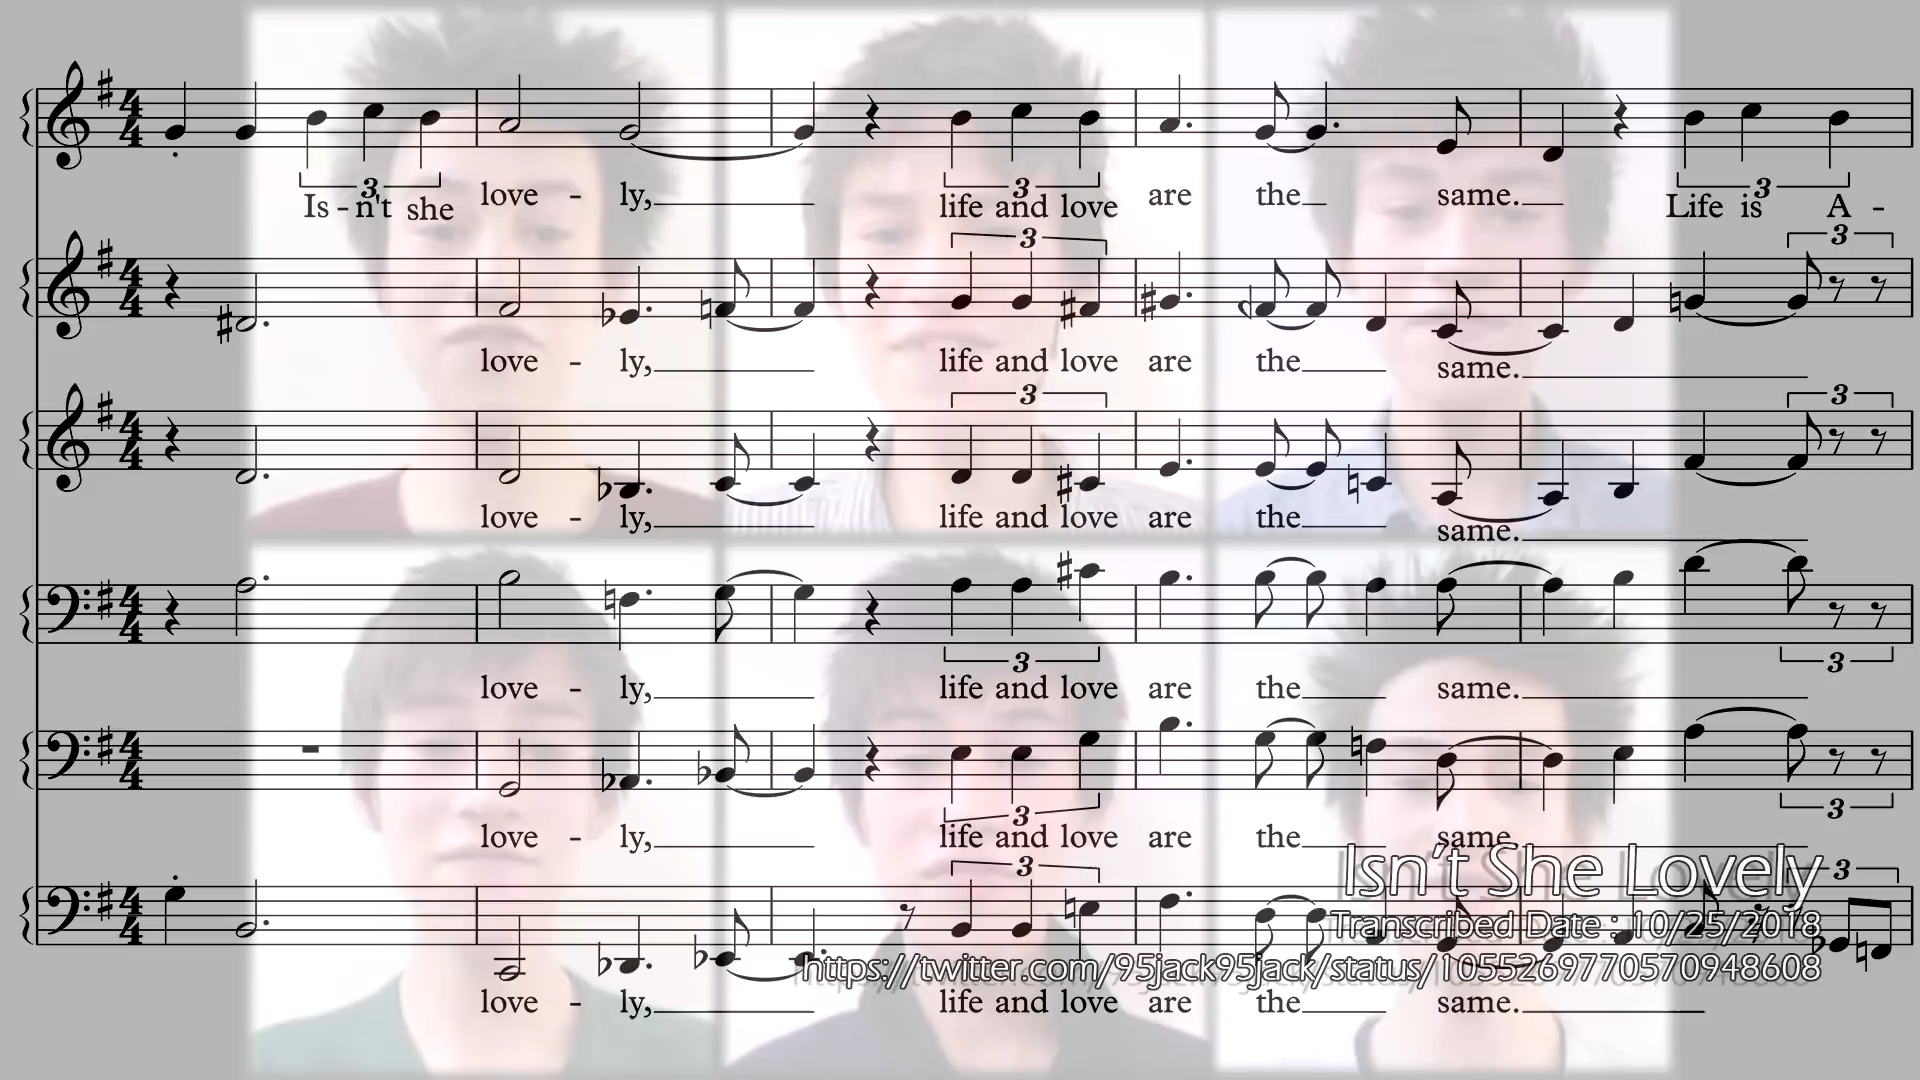 3
Is - n't she love - ly, life and love are the same. Life is A -
3
love - ly, life and love are the same.
love - ly, life and love are the same.
love - ly, life and love are the same.
love - ly, life and love are the same.
Isn't She Lovely
Transcribed Date : 10/25/2018
https://twitter.com/95jack95jack/status/1055269770570948608
love - ly, life and love are the same.